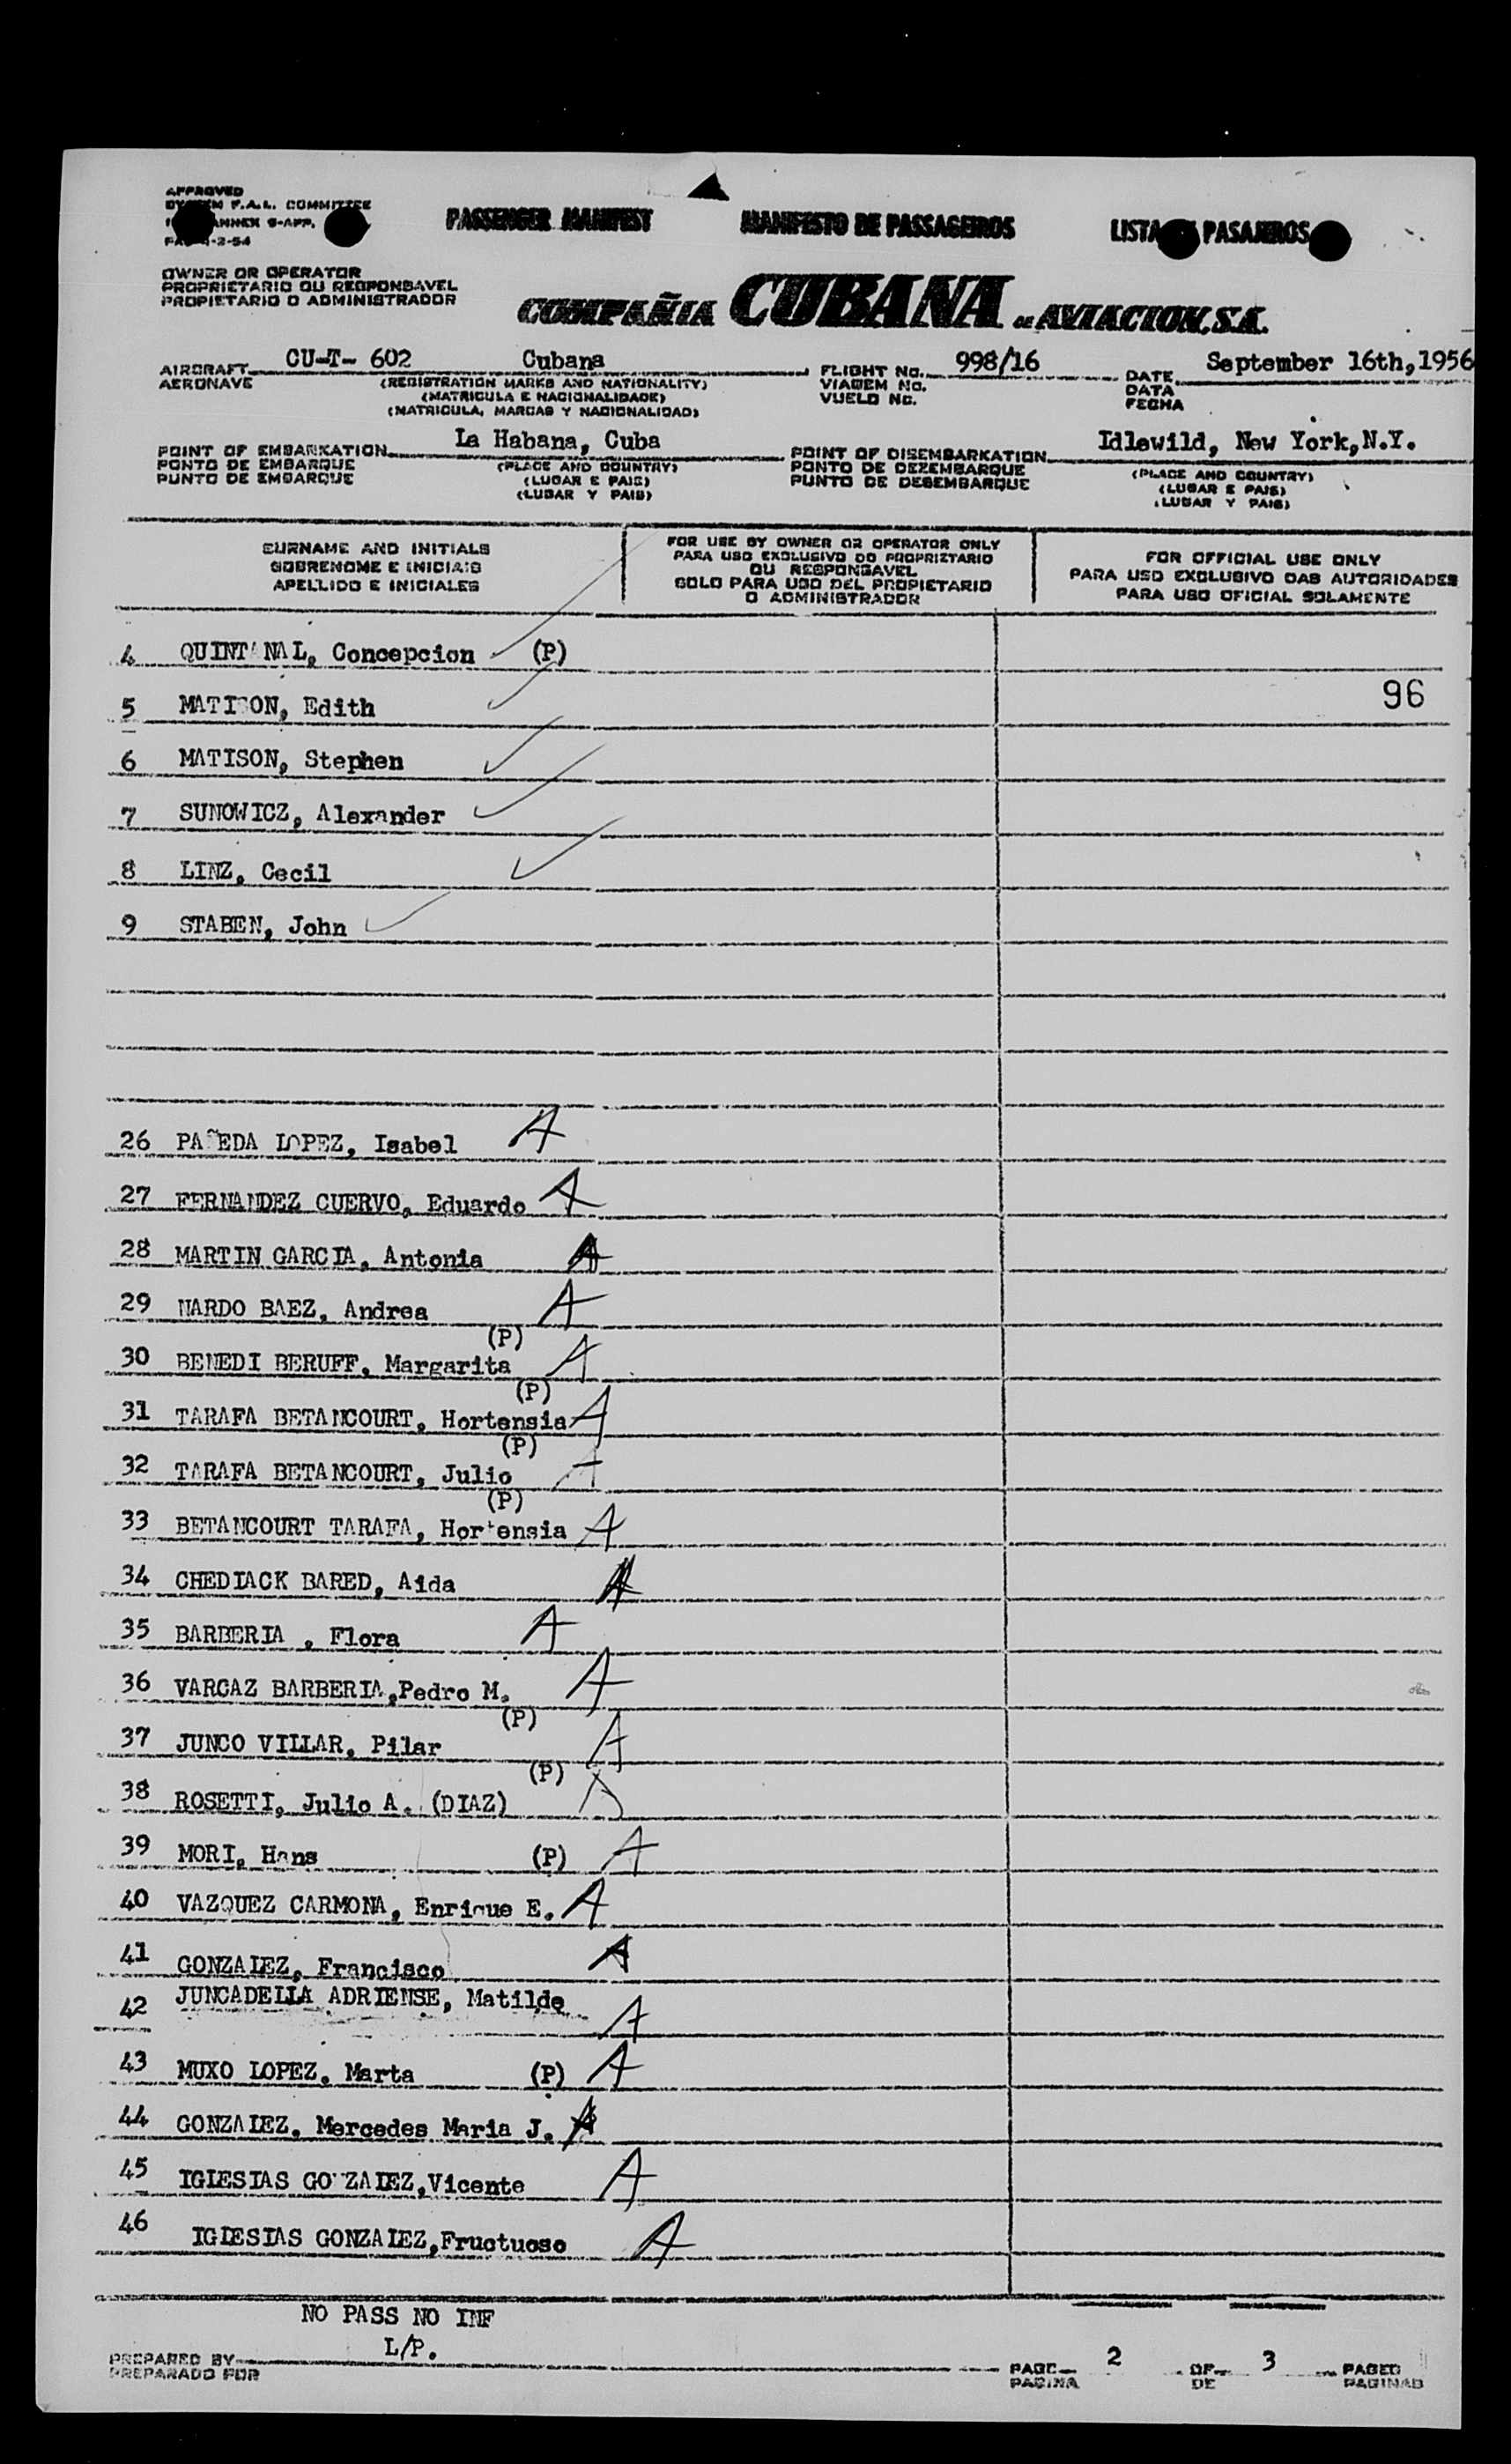 APPROVED
F.A.L. COMMITTEE
ANNEX 9-APP.
-2-54
PASSENGER MANIFEST MANIFESTO DE PASSAGEIROS LISTA PASAJEROS
OWNER OR OPERATOR
PROPRIETARIO OU RESPONSAVEL
PROPIETARIO O ADMINISTRADOR
COMPAÑIA CUBANA DE AVIACION, S.A.
AIRCRAFT CU-T- 602 Cubana FLIGHT No. 998/16 DATE September 16th,1956
AERONAVE (REGISTRATION MARKS AND NATIONALITY) VIAGEM No. DATA
(MATRICULA E NACIONALIDADE) VUELO No. FECHA
(MATRICULA, MARCAS Y NACIONALIDAD)
POINT OF EMBARKATION La Habana, Cuba POINT OF DISEMBARKATION Idlewild, New York,N.Y.
PONTO DE EMBARQUE (PLACE AND COUNTRY) PONTO DE DEZEMBARQUE (PLACE AND COUNTRY)
PUNTO DE EMBARQUE (LUGAR E PAIS) PUNTO DE DESEMBARQUE (LUGAR E PAIS)
(LUGAR Y PAIS) (LUGAR Y PAIS)
SURNAME AND INITIALS
SOBRENOME E INICIAIS
APELLIDO E INICIALES
FOR USE BY OWNER OR OPERATOR ONLY
PARA USO EXCLUSIVO DO PROPRIZTARIO
OU RESPONSAVEL
SOLO PARA USO DEL PROPIETARIO
O ADMINISTRADOR
FOR OFFICIAL USE ONLY
PARA USO EXCLUSIVO DAS AUTORIDADES
PARA USO OFICIAL SOLAMENTE
4 QUINTANAL, Concepcion (P)
96
5 MATISON, Edith
6 MATISON, Stephen
7 SUNOWICZ, Alexander
8 LINZ, Cecil
9 STABEN, John
26 PAÑEDA LOPEZ, Isabel A
27 FERNANDEZ CUERVO, Eduardo A
28 MARTIN GARCIA, Antonia A
29 NARDO BAEZ, Andrea A
(P)
30 BENEDI BERUFF, Margarita A
(P)
31 TARAFA BETANCOURT, Hortensia A
(P)
32 TARAFA BETANCOURT, Julio A
(P)
33 BETANCOURT TARAFA, Hortensia A
34 CHEDIACK BARED, Aida A
35 BARBERIA , Flora A
36 VARGAZ BARBERIA,Pedro M. A
(P)
37 JUNCO VILLAR, Pilar A
(P)
38 ROSETTI, Julio A. (DIAZ) A
39 MORI, Hans (P) A
40 VAZQUEZ CARMONA, Enrique E. A
41 GONZALEZ, Francisco A
42 JUNCADELLA ADRIENSE, Matilde A
43 MUXO LOPEZ, Marta (P) A
44 GONZALEZ, Mercedes Maria J. A
45 IGLESIAS GONZALEZ,Vicente A
46 IGLESIAS GONZALEZ,Fructuoso A
NO PASS NO INF
PREPARED BY L/P.
PREPARADO POR
PAGE 2 OF 3 PAGES
PAGINA DE PAGINAS